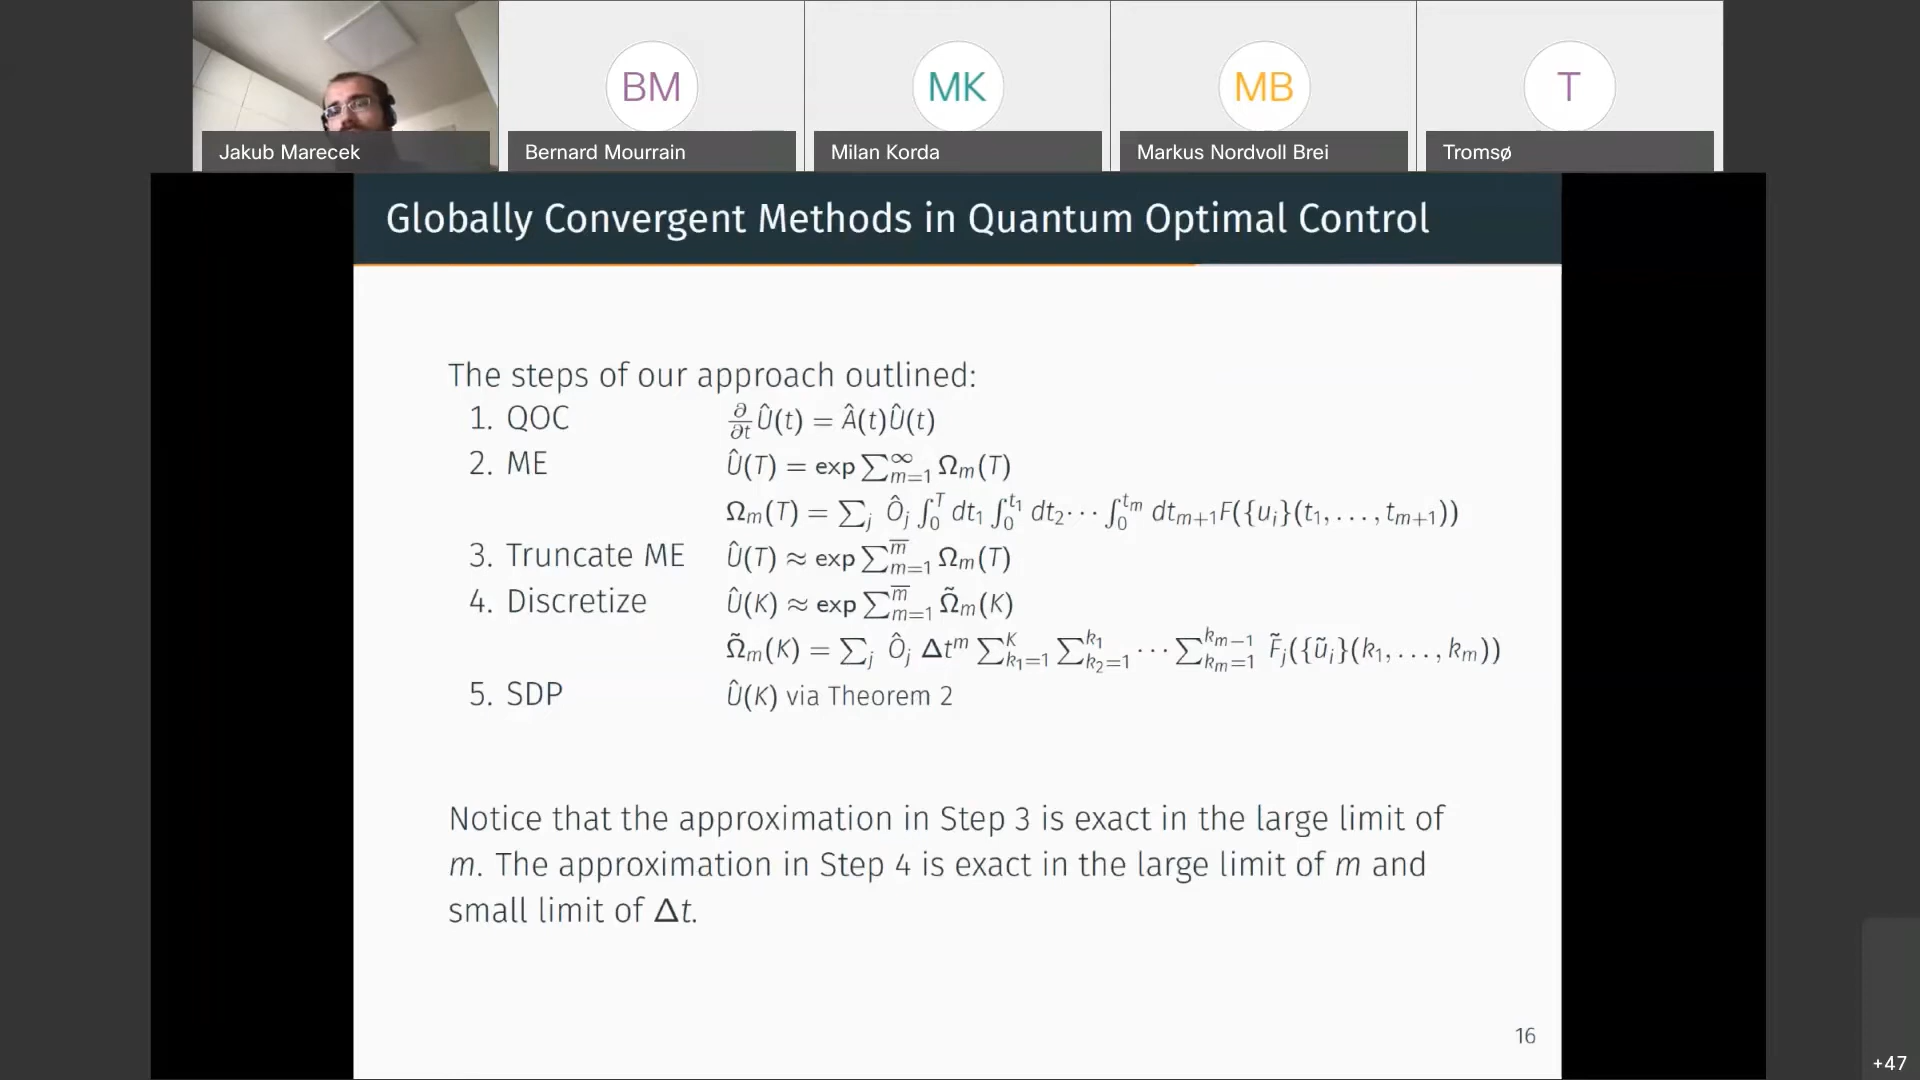 BM
MK
MB
T
Jakub Marecek
Bernard Mourrain
Milan Korda
Markus Nordvoll Brei
Tromsø
Globally Convergent Methods in Quantum Optimal Control
The steps of our approach outlined:
1. QOC ∂/∂t Û(t) = Â(t)Û(t)
2. ME Û(T) = exp ∑_{m=1}^{∞} Ω_m(T)
Ω_m(T) = ∑_j Ô_j ∫_0^T dt_1 ∫_0^{t_1} dt_2 ··· ∫_0^{t_m} dt_{m+1} F({u_i}(t_1, ..., t_{m+1}))
3. Truncate ME Û(T) ≈ exp ∑_{m=1}^{m̅} Ω_m(T)
4. Discretize Û(K) ≈ exp ∑_{m=1}^{m̅} Ω̃_m(K)
Ω̃_m(K) = ∑_j Ô_j Δt^m ∑_{k_1=1}^{K} ∑_{k_2=1}^{k_1} ··· ∑_{k_m=1}^{k_{m−1}} F̃_j({ũ_i}(k_1, ..., k_m))
5. SDP Û(K) via Theorem 2
Notice that the approximation in Step 3 is exact in the large limit of
m. The approximation in Step 4 is exact in the large limit of m and
small limit of Δt.
16
+47